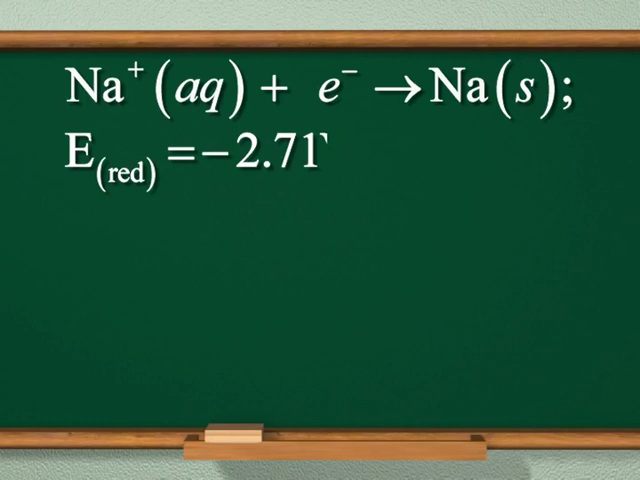 Na⁺(aq) + e⁻ → Na(s);
E(red) = −2.71